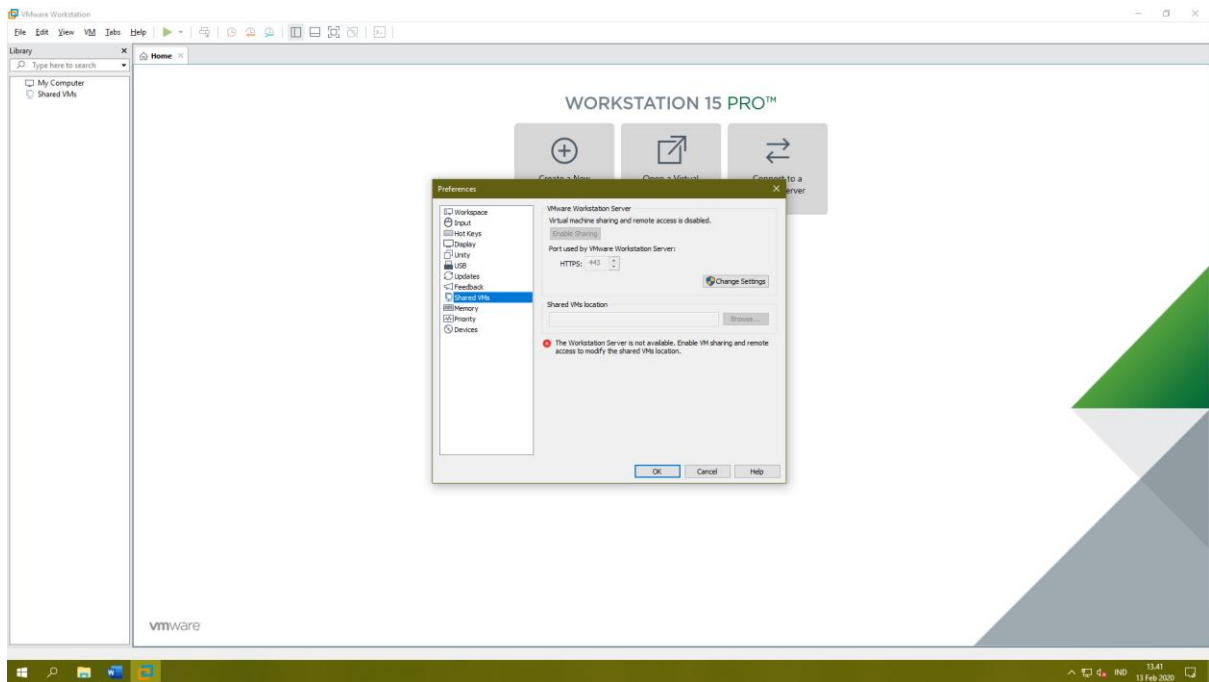 VMware Workstation
File Edit View VM Tabs Help
Library
Type here to search
My Computer
Shared VMs
Home
WORKSTATION 15 PRO™
Create a New
Open a Virtual
Connect to a
Server
Preferences
Workspace
Input
Hot Keys
Display
Unity
USB
Updates
Feedback
Shared VMs
Memory
Priority
Devices
VMware Workstation Server
Virtual machine sharing and remote access is disabled.
Enable Sharing
Port used by VMware Workstation Server:
HTTPS: 443
Change Settings
Shared VMs location
Browse...
The Workstation Server is not available. Enable VM sharing and remote
access to modify the shared VMs location.
OK Cancel Help
vmware
IND
13.41
13 Feb 2020